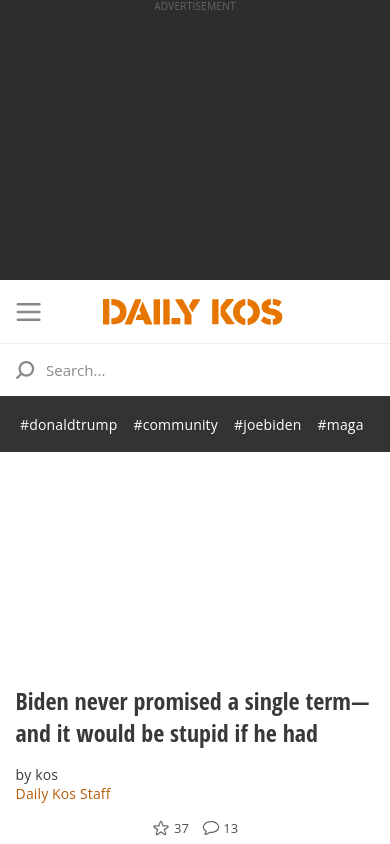 ADVERTISEMENT
DAILY KOS
Search...
#donaldtrump #community #joebiden #maga
Biden never promised a single term—
and it would be stupid if he had
by kos
Daily Kos Staff
37 13